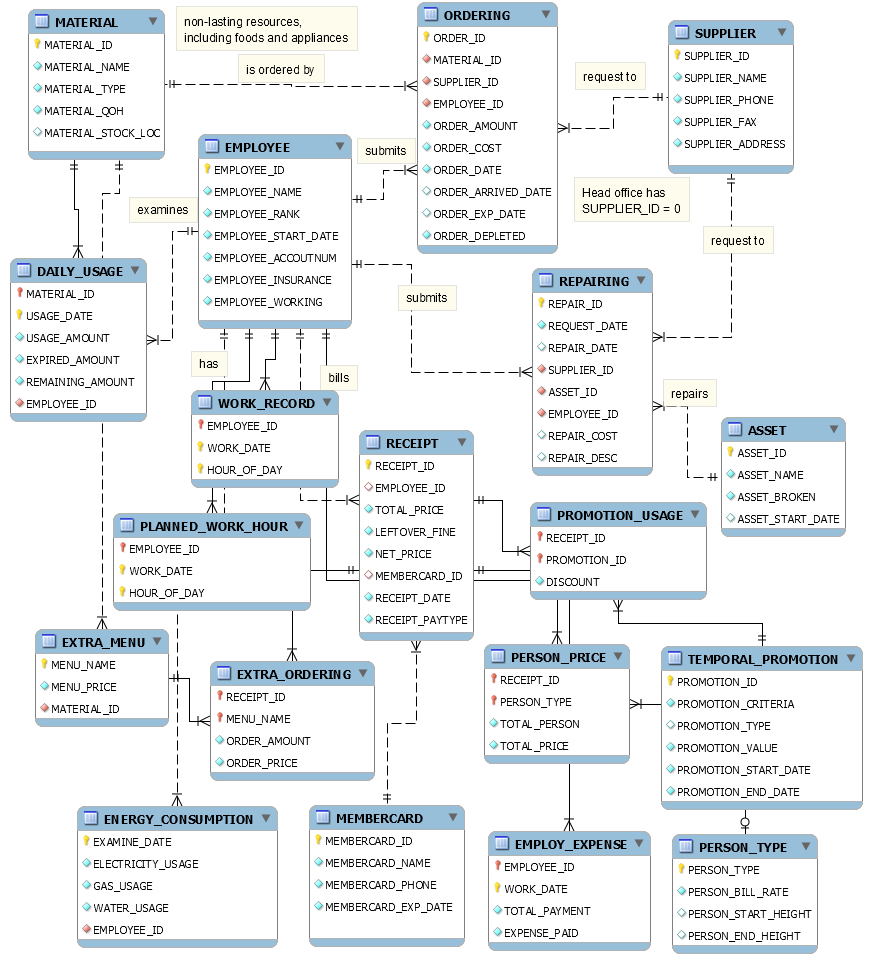 MATERIAL
MATERIAL_ID
MATERIAL_NAME
MATERIAL_TYPE
MATERIAL_QOH
MATERIAL_STOCK_LOC
non-lasting resources,
including foods and appliances
is ordered by
ORDERING
ORDER_ID
MATERIAL_ID
SUPPLIER_ID
EMPLOYEE_ID
ORDER_AMOUNT
ORDER_COST
ORDER_DATE
ORDER_ARRIVED_DATE
ORDER_EXP_DATE
ORDER_DEPLETED
request to
SUPPLIER
SUPPLIER_ID
SUPPLIER_NAME
SUPPLIER_PHONE
SUPPLIER_FAX
SUPPLIER_ADDRESS
Head office has
SUPPLIER_ID = 0
request to
EMPLOYEE
EMPLOYEE_ID
EMPLOYEE_NAME
EMPLOYEE_RANK
EMPLOYEE_START_DATE
EMPLOYEE_ACCOUTNUM
EMPLOYEE_INSURANCE
EMPLOYEE_WORKING
submits
examines
submits
has
bills
DAILY_USAGE
MATERIAL_ID
USAGE_DATE
USAGE_AMOUNT
EXPIRED_AMOUNT
REMAINING_AMOUNT
EMPLOYEE_ID
REPAIRING
REPAIR_ID
REQUEST_DATE
REPAIR_DATE
SUPPLIER_ID
ASSET_ID
EMPLOYEE_ID
REPAIR_COST
REPAIR_DESC
repairs
ASSET
ASSET_ID
ASSET_NAME
ASSET_BROKEN
ASSET_START_DATE
WORK_RECORD
EMPLOYEE_ID
WORK_DATE
HOUR_OF_DAY
RECEIPT
RECEIPT_ID
EMPLOYEE_ID
TOTAL_PRICE
LEFTOVER_FINE
NET_PRICE
MEMBERCARD_ID
RECEIPT_DATE
RECEIPT_PAYTYPE
PLANNED_WORK_HOUR
EMPLOYEE_ID
WORK_DATE
HOUR_OF_DAY
PROMOTION_USAGE
RECEIPT_ID
PROMOTION_ID
DISCOUNT
EXTRA_MENU
MENU_NAME
MENU_PRICE
MATERIAL_ID
EXTRA_ORDERING
RECEIPT_ID
MENU_NAME
ORDER_AMOUNT
ORDER_PRICE
PERSON_PRICE
RECEIPT_ID
PERSON_TYPE
TOTAL_PERSON
TOTAL_PRICE
TEMPORAL_PROMOTION
PROMOTION_ID
PROMOTION_CRITERIA
PROMOTION_TYPE
PROMOTION_VALUE
PROMOTION_START_DATE
PROMOTION_END_DATE
ENERGY_CONSUMPTION
EXAMINE_DATE
ELECTRICITY_USAGE
GAS_USAGE
WATER_USAGE
EMPLOYEE_ID
MEMBERCARD
MEMBERCARD_ID
MEMBERCARD_NAME
MEMBERCARD_PHONE
MEMBERCARD_EXP_DATE
EMPLOY_EXPENSE
EMPLOYEE_ID
WORK_DATE
TOTAL_PAYMENT
EXPENSE_PAID
PERSON_TYPE
PERSON_TYPE
PERSON_BILL_RATE
PERSON_START_HEIGHT
PERSON_END_HEIGHT